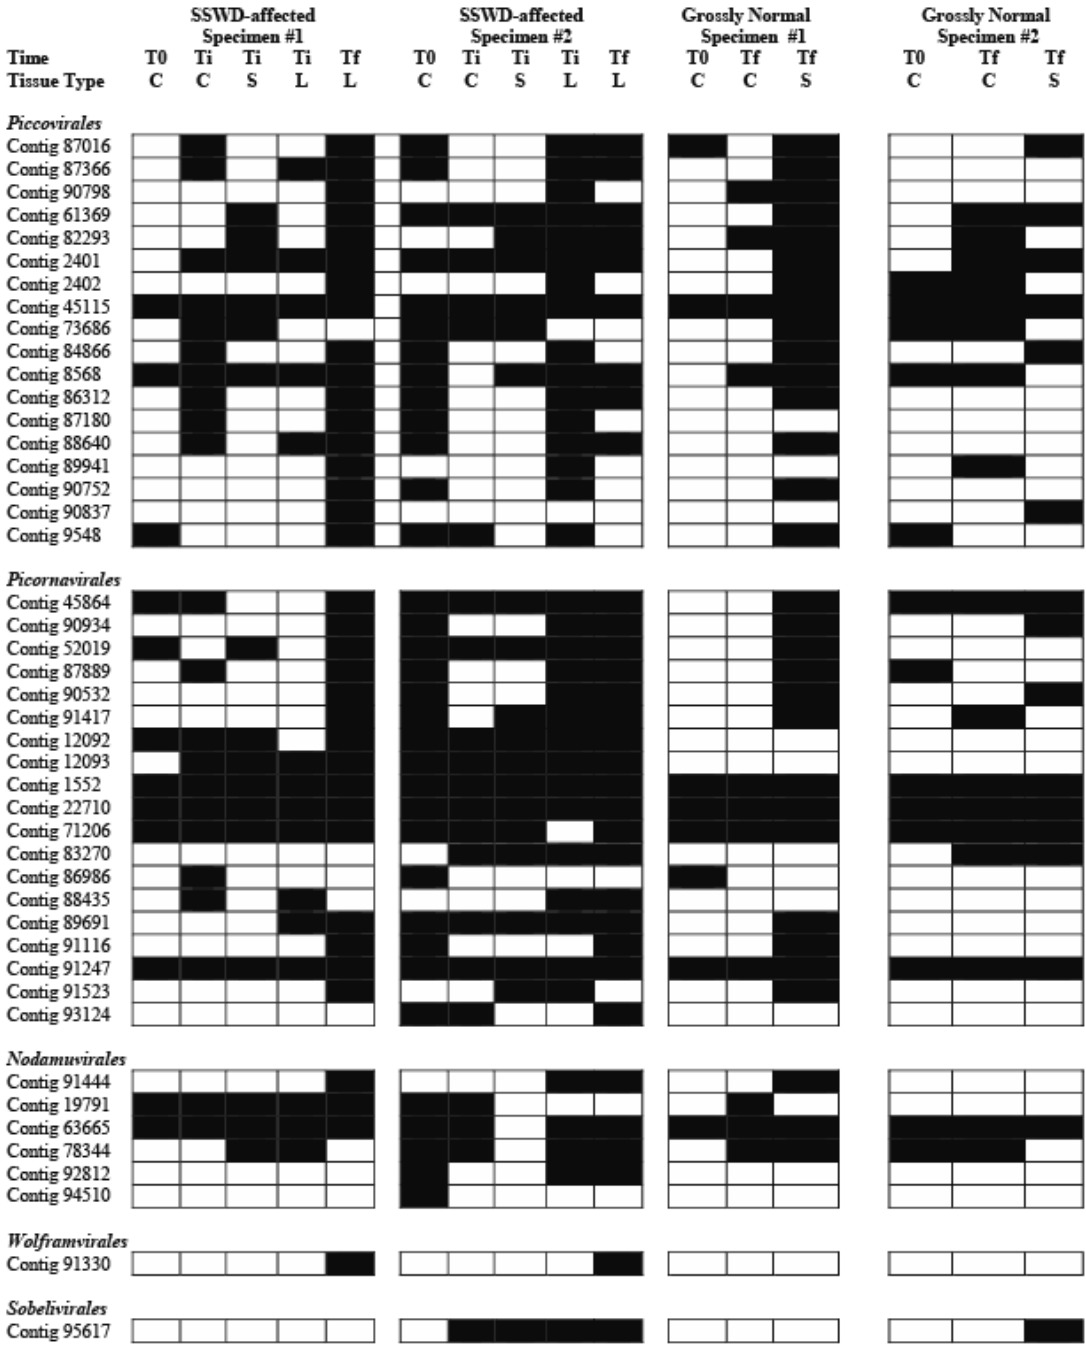 SSWD-affected SSWD-affected Grossly Normal Grossly Normal
Specimen #1 Specimen #2 Specimen #1 Specimen #2
Time T0 Ti Ti Ti Tf T0 Ti Ti Ti Tf T0 Tf Tf T0 Tf Tf
Tissue Type C C S L L C C S L L C C S C C S
Piccovirales
Contig 87016
Contig 87366
Contig 90798
Contig 61369
Contig 82293
Contig 2401
Contig 2402
Contig 45115
Contig 73686
Contig 84866
Contig 8568
Contig 86312
Contig 87180
Contig 88640
Contig 89941
Contig 90752
Contig 90837
Contig 9548
Picornavirales
Contig 45864
Contig 90934
Contig 52019
Contig 87889
Contig 90532
Contig 91417
Contig 12092
Contig 12093
Contig 1552
Contig 22710
Contig 71206
Contig 83270
Contig 86986
Contig 88435
Contig 89691
Contig 91116
Contig 91247
Contig 91523
Contig 93124
Nodamuvirales
Contig 91444
Contig 19791
Contig 63665
Contig 78344
Contig 92812
Contig 94510
Wolframvirales
Contig 91330
Sobelivirales
Contig 95617